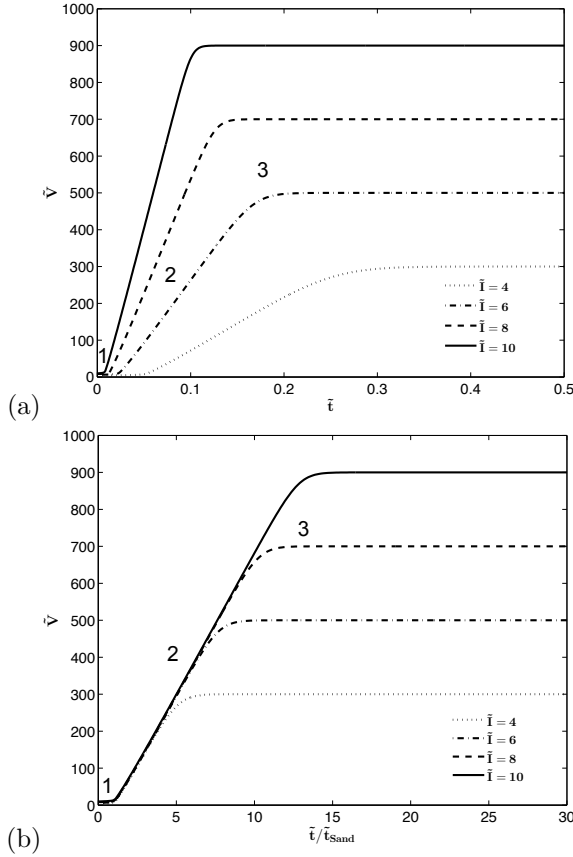 1000
900
800
700
600
500
400
300
200
100
0
Ṽ
1
2
3
Ĩ = 4
Ĩ = 6
Ĩ = 8
Ĩ = 10
0 0.1 0.2 0.3 0.4 0.5
t̃
(a)
1000
900
800
700
600
500
400
300
200
100
0
Ṽ
1
2
3
Ĩ = 4
Ĩ = 6
Ĩ = 8
Ĩ = 10
0 5 10 15 20 25 30
t̃/t̃Sand
(b)